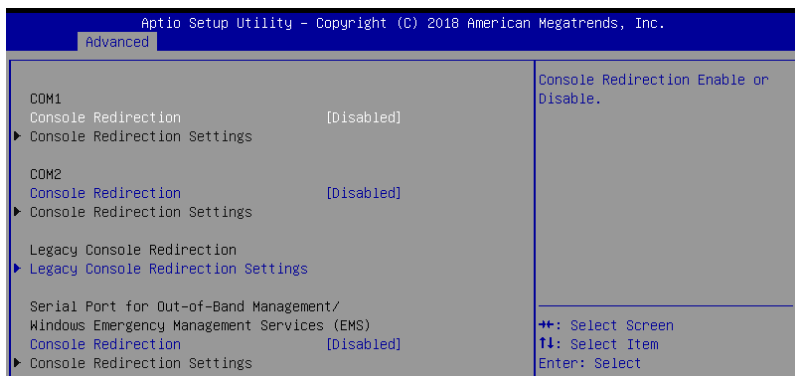 Aptio Setup Utility – Copyright (C) 2018 American Megatrends, Inc.
Advanced
COM1
Console Redirection [Disabled]
▶ Console Redirection Settings
COM2
Console Redirection [Disabled]
▶ Console Redirection Settings
Legacy Console Redirection
▶ Legacy Console Redirection Settings
Serial Port for Out-of-Band Management/
Windows Emergency Management Services (EMS)
Console Redirection [Disabled]
▶ Console Redirection Settings
Console Redirection Enable or
Disable.
→←: Select Screen
↑↓: Select Item
Enter: Select